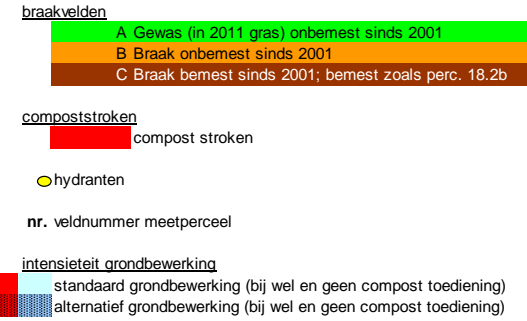 braakvelden
A Gewas (in 2011 gras) onbemest sinds 2001
B Braak onbemest sinds 2001
C Braak bemest sinds 2001; bemest zoals perc. 18.2b
compoststroken
compost stroken
hydranten
nr. veldnummer meetperceel
intensieteit grondbewerking
standaard grondbewerking (bij wel en geen compost toediening)
alternatief grondbewerking (bij wel en geen compost toediening)